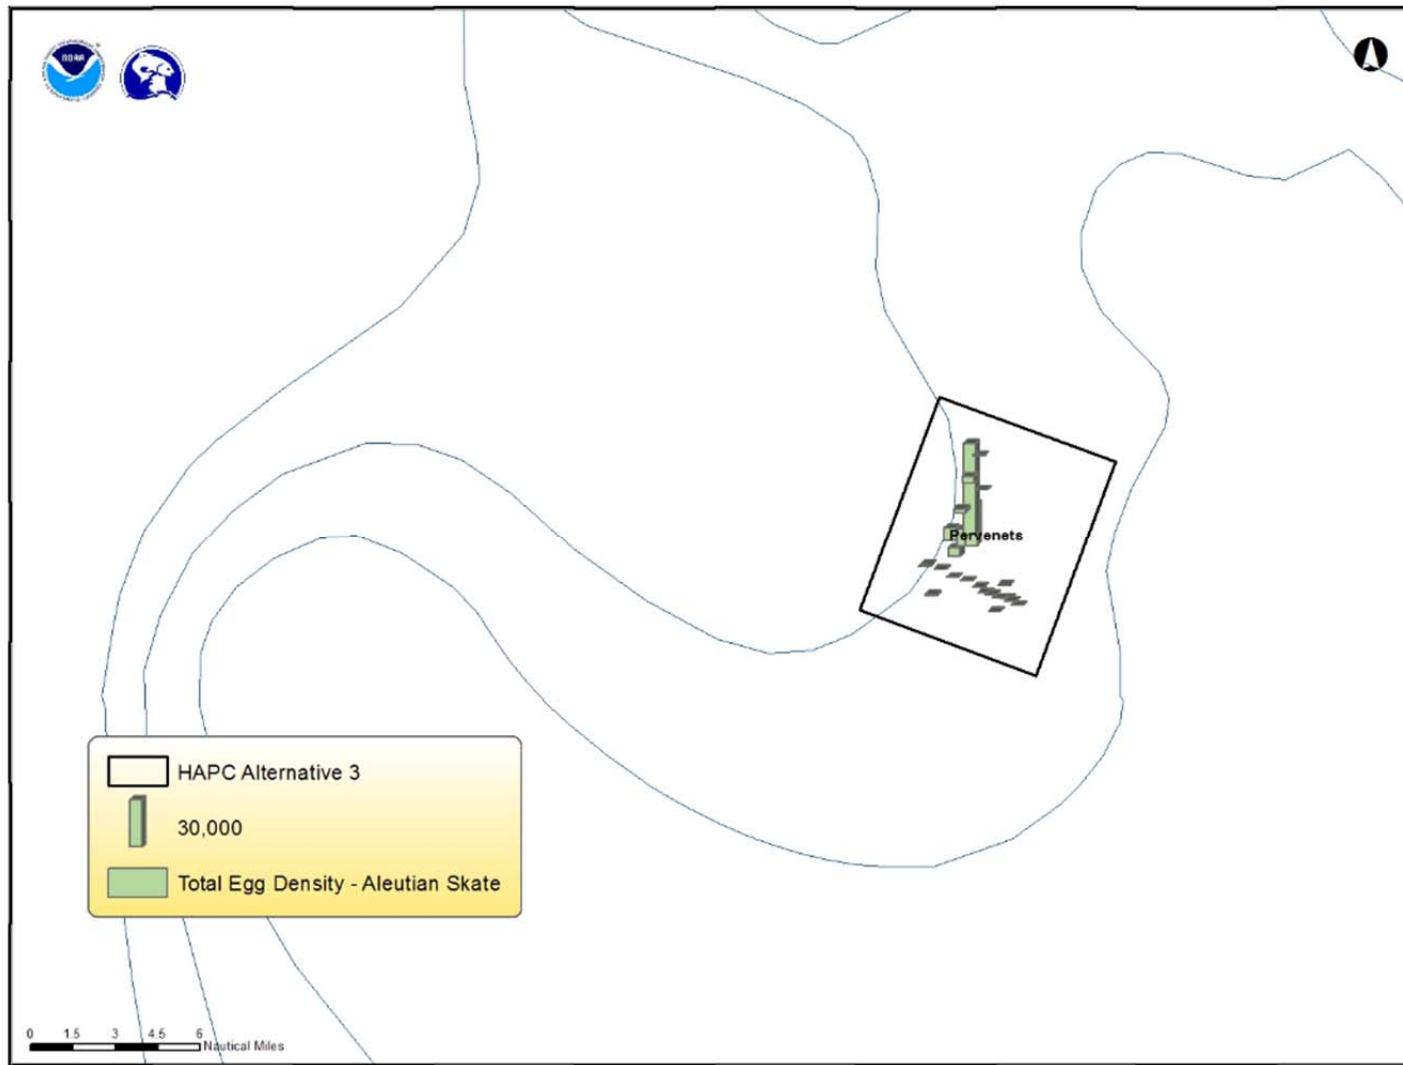 NOAA
Pervenets
HAPC Alternative 3
30,000
Total Egg Density - Aleutian Skate
0 1.5 3 4.5 6
Nautical Miles